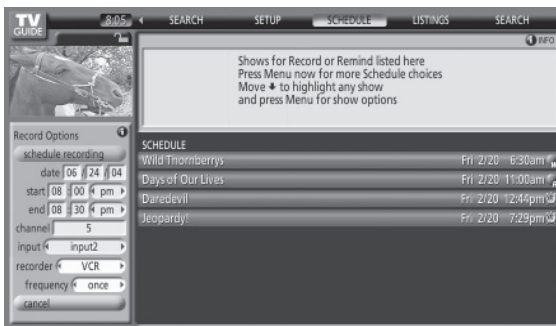 TV GUIDE 8:05 SEARCH SETUP SCHEDULE LISTINGS SEARCH
INFO
Shows for Record or Remind listed here
Press Menu now for more Schedule choices
Move to highlight any show
and press Menu for show options
Record Options
schedule recording
date 06 / 24 / 04
start 08 : 00 pm
end 08 : 30 pm
channel 5
input input2
recorder VCR
frequency once
cancel
SCHEDULE
Wild Thornberrys Fri 2/20 6:30am
Days of Our Lives Fri 2/20 11:00am
Daredevil Fri 2/20 12:44pm
Jeopardy! Fri 2/20 7:29pm